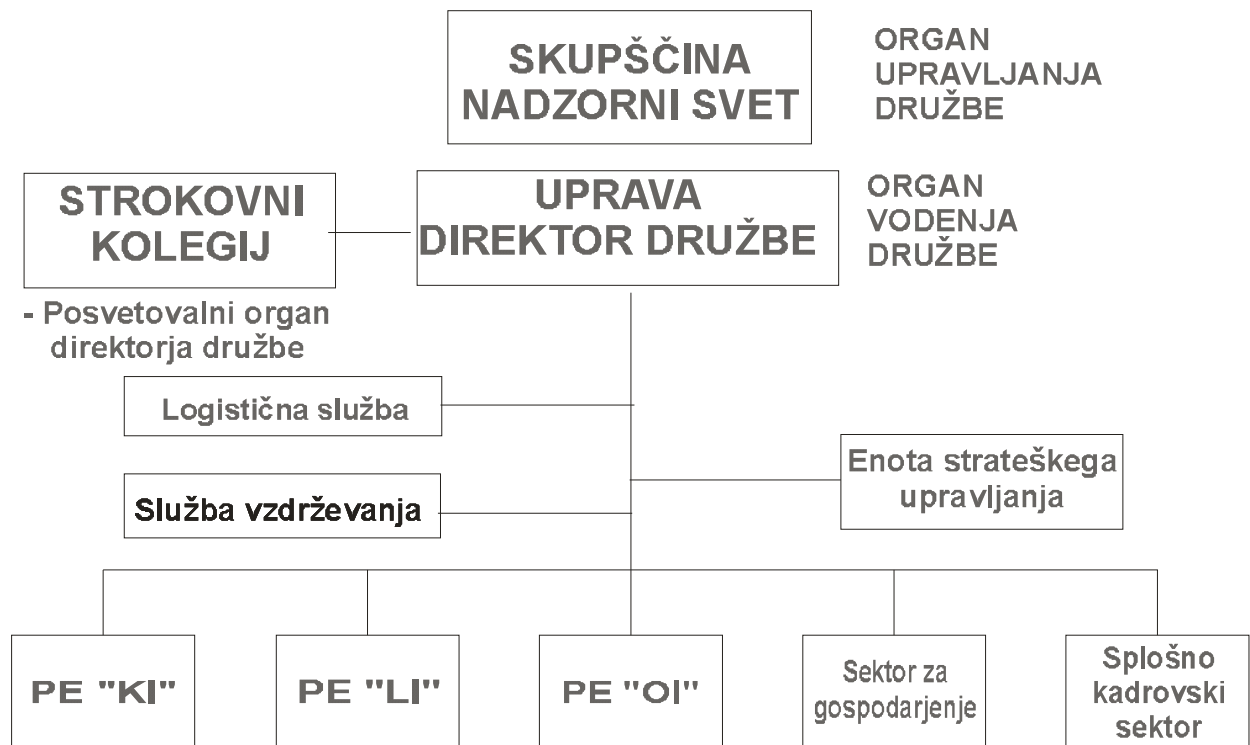 SKUPŠČINA
NADZORNI SVET
ORGAN
UPRAVLJANJA
DRUŽBE
STROKOVNI
KOLEGIJ
UPRAVA
DIREKTOR DRUŽBE
ORGAN
VODENJA
DRUŽBE
- Posvetovalni organ
direktorja družbe
Logistična služba
Enota strateškega
upravljanja
Služba vzdrževanja
PE "KI"
PE "LI"
PE "OI"
Sektor za
gospodarjenje
Splošno
kadrovski
sektor